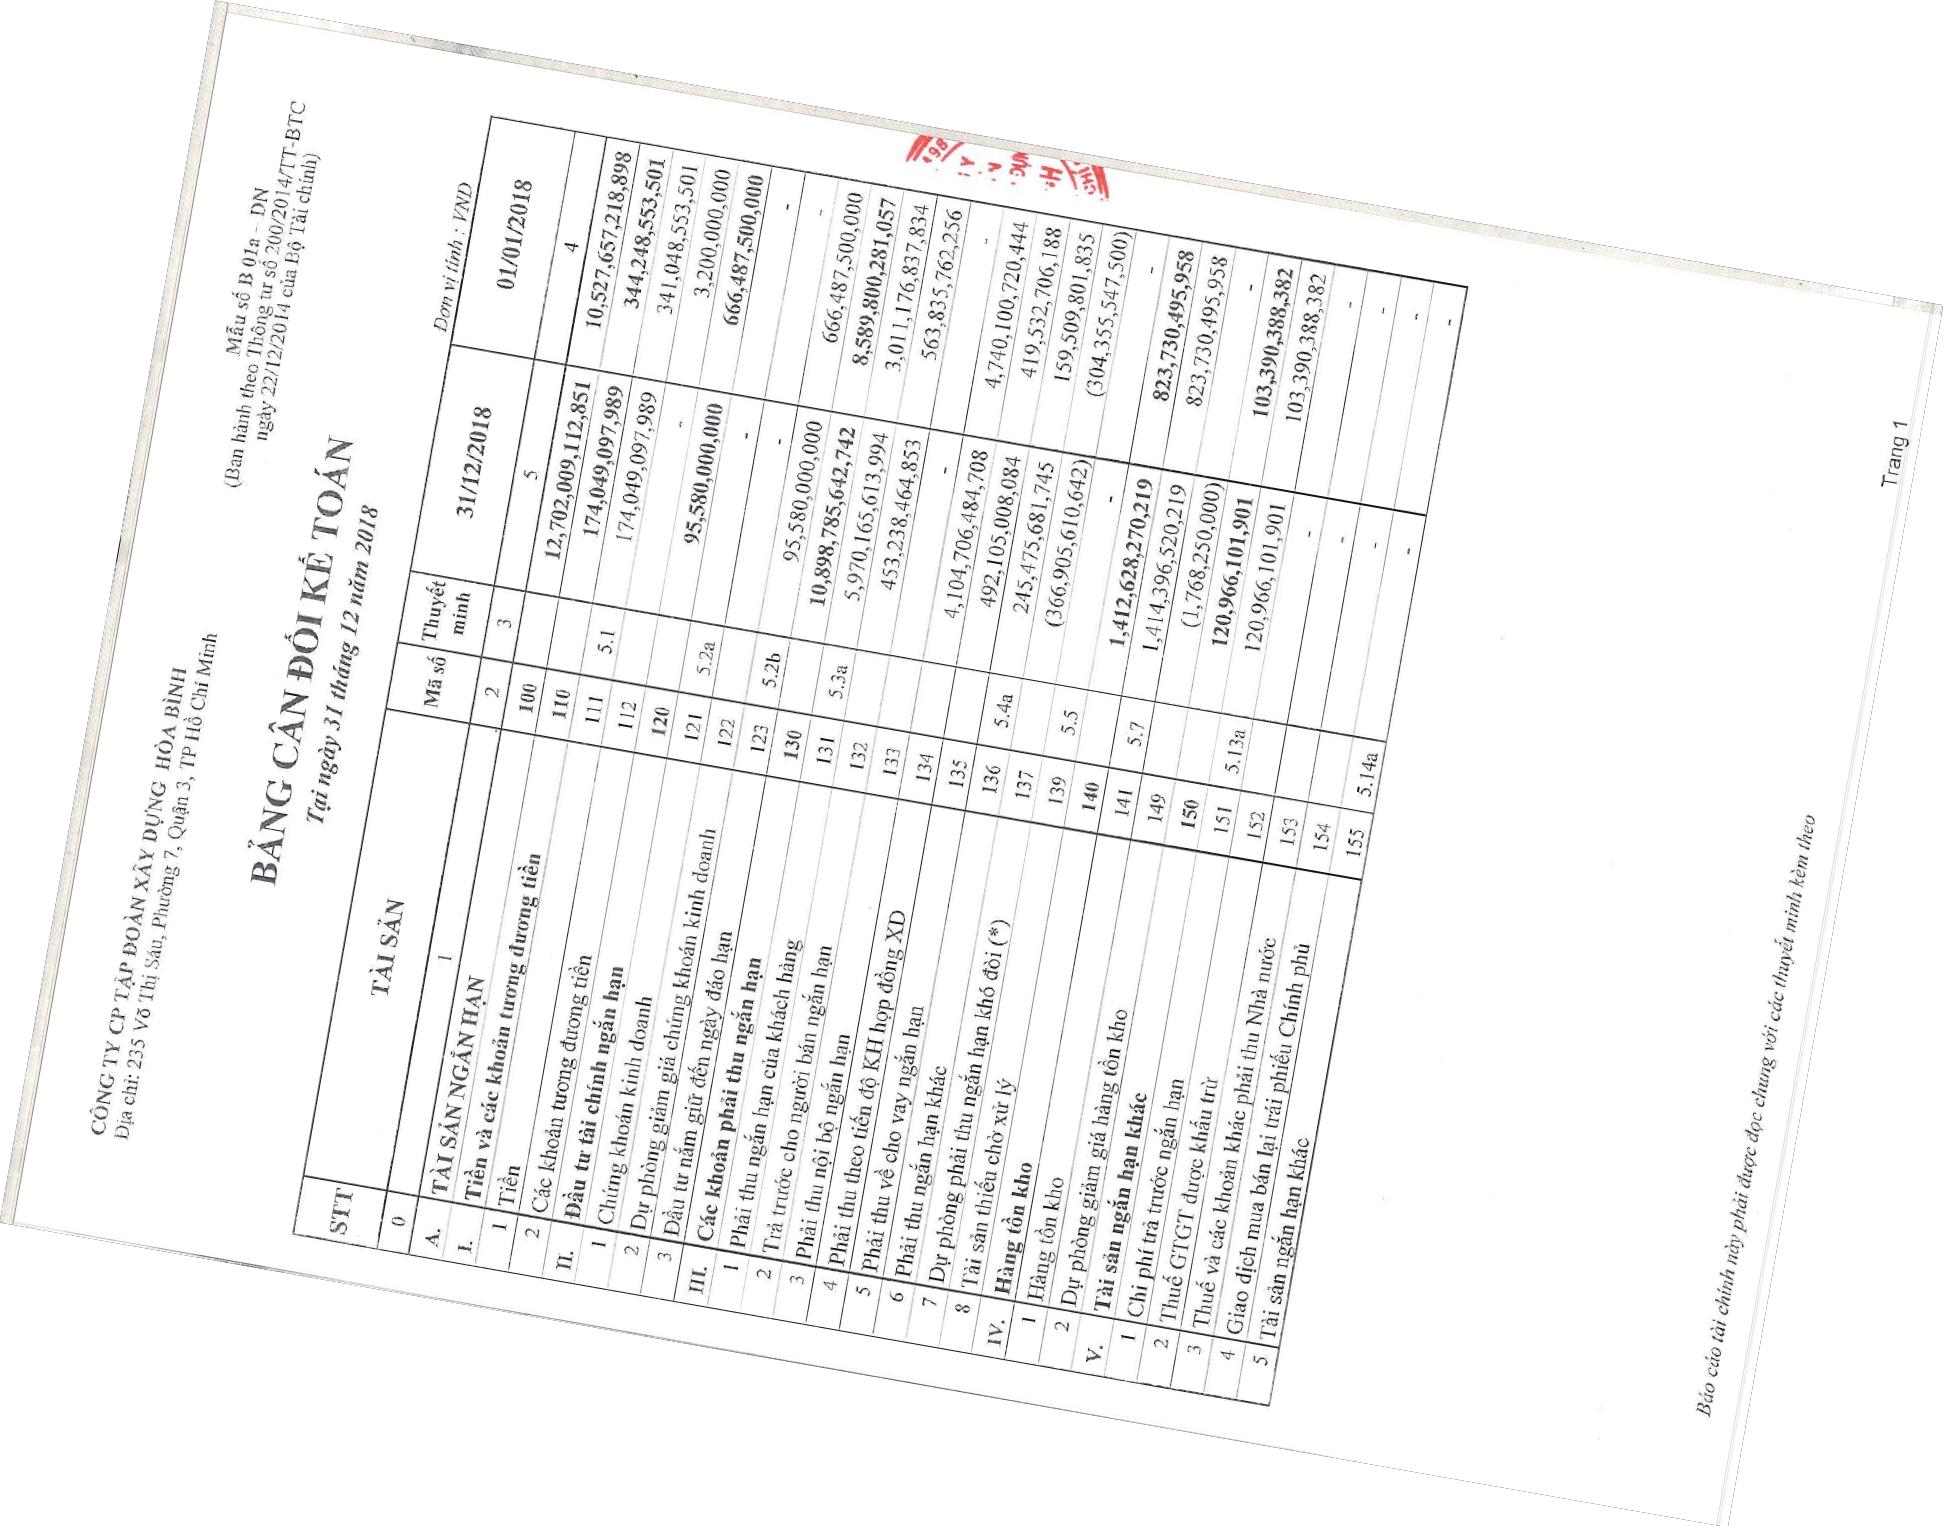 CÔNG TY CP TẬP ĐOÀN XÂY DỰNG HÒA BÌNH
Địa chỉ: 235 Võ Thị Sáu, Phường 7, Quận 3, TP Hồ Chí Minh
Mẫu số B 01a - DN
(Ban hành theo Thông tư số 200/2014/TT-BTC
ngày 22/12/2014 của Bộ Tài chính)
BẢNG CÂN ĐỐI KẾ TOÁN
Tại ngày 31 tháng 12 năm 2018
Đơn vị tính : VND
STT TÀI SẢN Mã số Thuyết minh 31/12/2018 01/01/2018
0 1 2 3 5 4
A. TÀI SẢN NGẮN HẠN 100 12,702,009,112,851 10,527,657,218,898
I. Tiền và các khoản tương đương tiền 110 174,049,097,989 344,248,553,501
1 Tiền 111 5.1 174,049,097,989 341,048,553,501
2 Các khoản tương đương tiền 112 - 3,200,000,000
II. Đầu tư tài chính ngắn hạn 120 95,580,000,000 666,487,500,000
1 Chứng khoán kinh doanh 121 5.2a - -
2 Dự phòng giảm giá chứng khoán kinh doanh 122 - -
3 Đầu tư nắm giữ đến ngày đáo hạn 123 5.2b 95,580,000,000 666,487,500,000
III. Các khoản phải thu ngắn hạn 130 10,898,785,642,742 8,589,800,281,057
1 Phải thu ngắn hạn của khách hàng 131 5.3a 5,970,165,613,994 3,011,176,837,834
2 Trả trước cho người bán ngắn hạn 132 453,238,464,853 563,835,762,256
3 Phải thu nội bộ ngắn hạn 133 - -
4 Phải thu theo tiến độ KH hợp đồng XD 134 4,104,706,484,708 4,740,100,720,444
5 Phải thu về cho vay ngắn hạn 135 492,105,008,084 419,532,706,188
6 Phải thu ngắn hạn khác 136 5.4a 245,475,681,745 159,509,801,835
7 Dự phòng phải thu ngắn hạn khó đòi (*) 137 (366,905,610,642) (304,355,547,500)
8 Tài sản thiếu chờ xử lý 139 5.5 - -
IV. Hàng tồn kho 140 1,412,628,270,219 823,730,495,958
1 Hàng tồn kho 141 5.7 1,414,396,520,219 823,730,495,958
2 Dự phòng giảm giá hàng tồn kho 149 (1,768,250,000) -
V. Tài sản ngắn hạn khác 150 120,966,101,901 103,390,388,382
1 Chi phí trả trước ngắn hạn 151 5.13a 120,966,101,901 103,390,388,382
2 Thuế GTGT được khấu trừ 152 - -
3 Thuế và các khoản khác phải thu Nhà nước 153 - -
4 Giao dịch mua bán lại trái phiếu Chính phủ 154 - -
5 Tài sản ngắn hạn khác 155 5.14a - -
Báo cáo tài chính này phải được đọc chung với các thuyết minh kèm theo
Trang 1